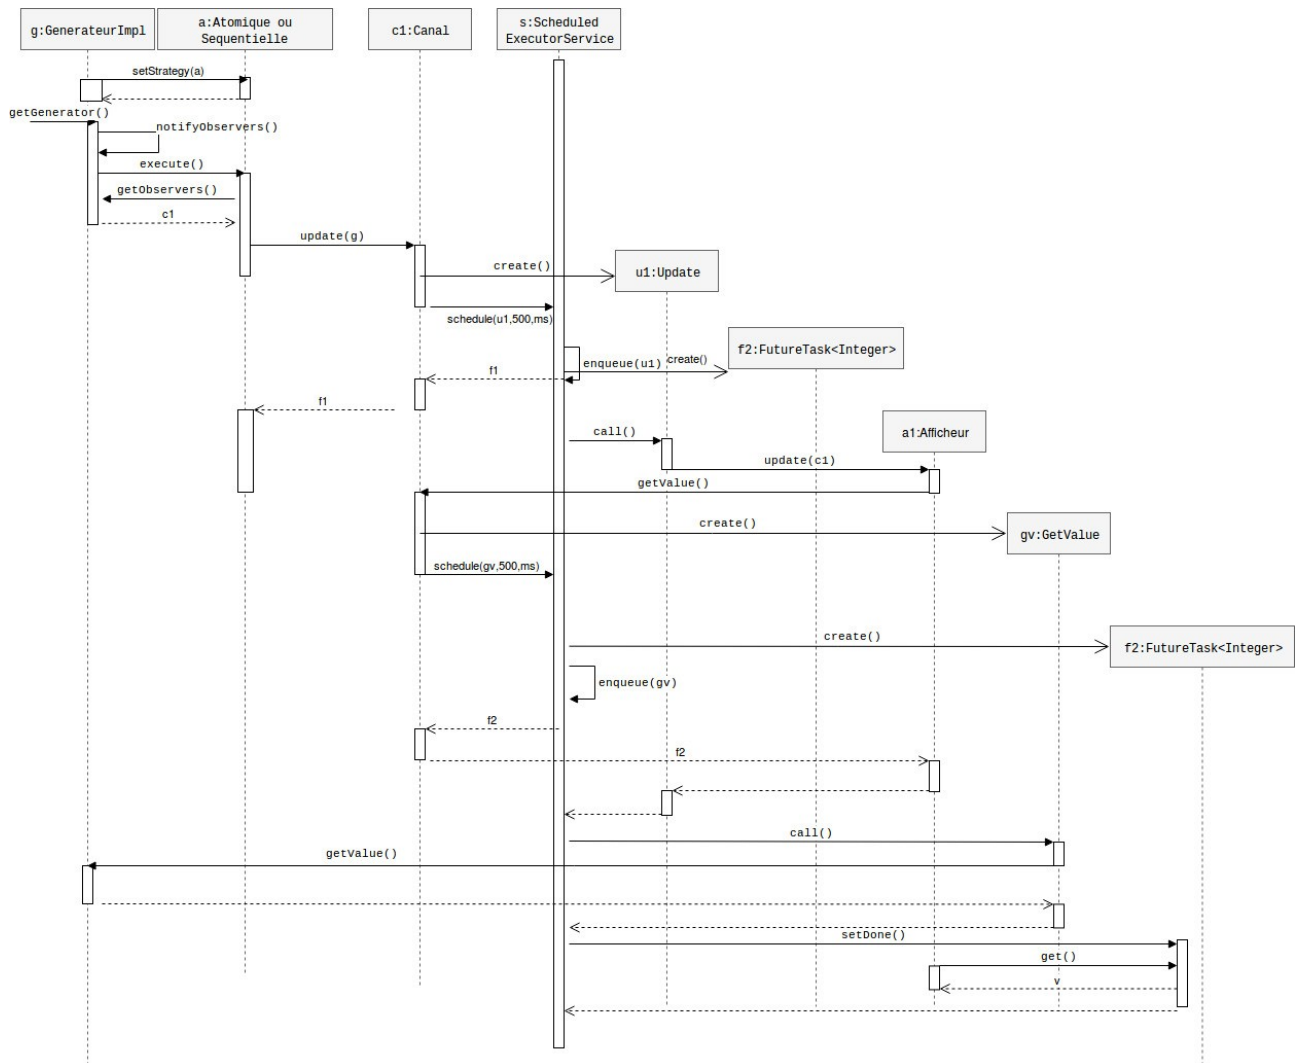 g:GenerateurImpl
a:Atomique ou
Sequentielle
c1:Canal
s:Scheduled
ExecutorService
setStrategy(a)
getGenerator()
notifyObservers()
execute()
getObservers()
c1
update(g)
create()
u1:Update
schedule(u1,500,ms)
f2:FutureTask<Integer>
enqueue(u1)
create()
f1
f1
call()
a1:Afficheur
update(c1)
getValue()
create()
gv:GetValue
schedule(gv,500,ms)
create()
f2:FutureTask<Integer>
enqueue(gv)
f2
f2
call()
getValue()
setDone()
get()
v